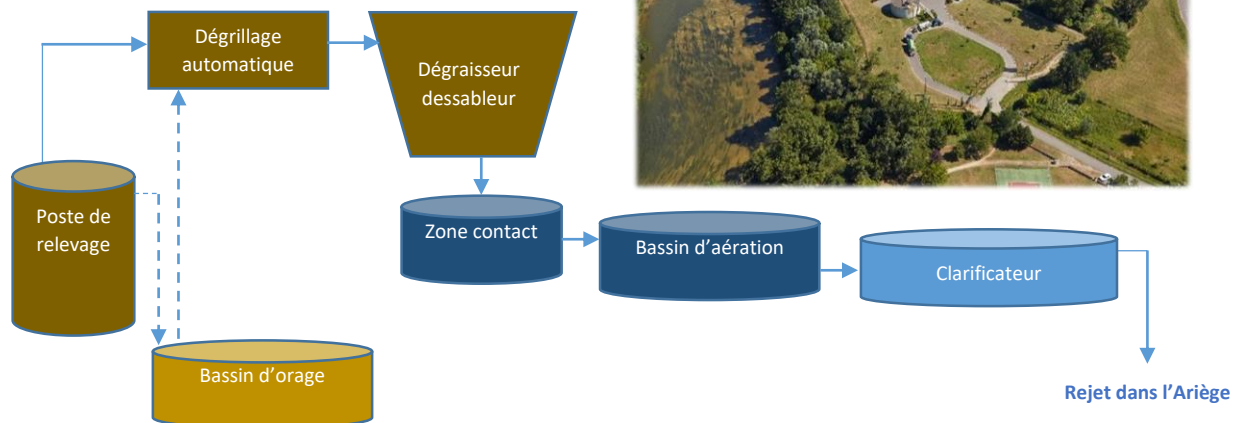 Dégrillage
automatique
Dégraisseur
dessableur
Poste de
relevage
Zone contact
Bassin d'aération
Clarificateur
Bassin d'orage
Rejet dans l'Ariège